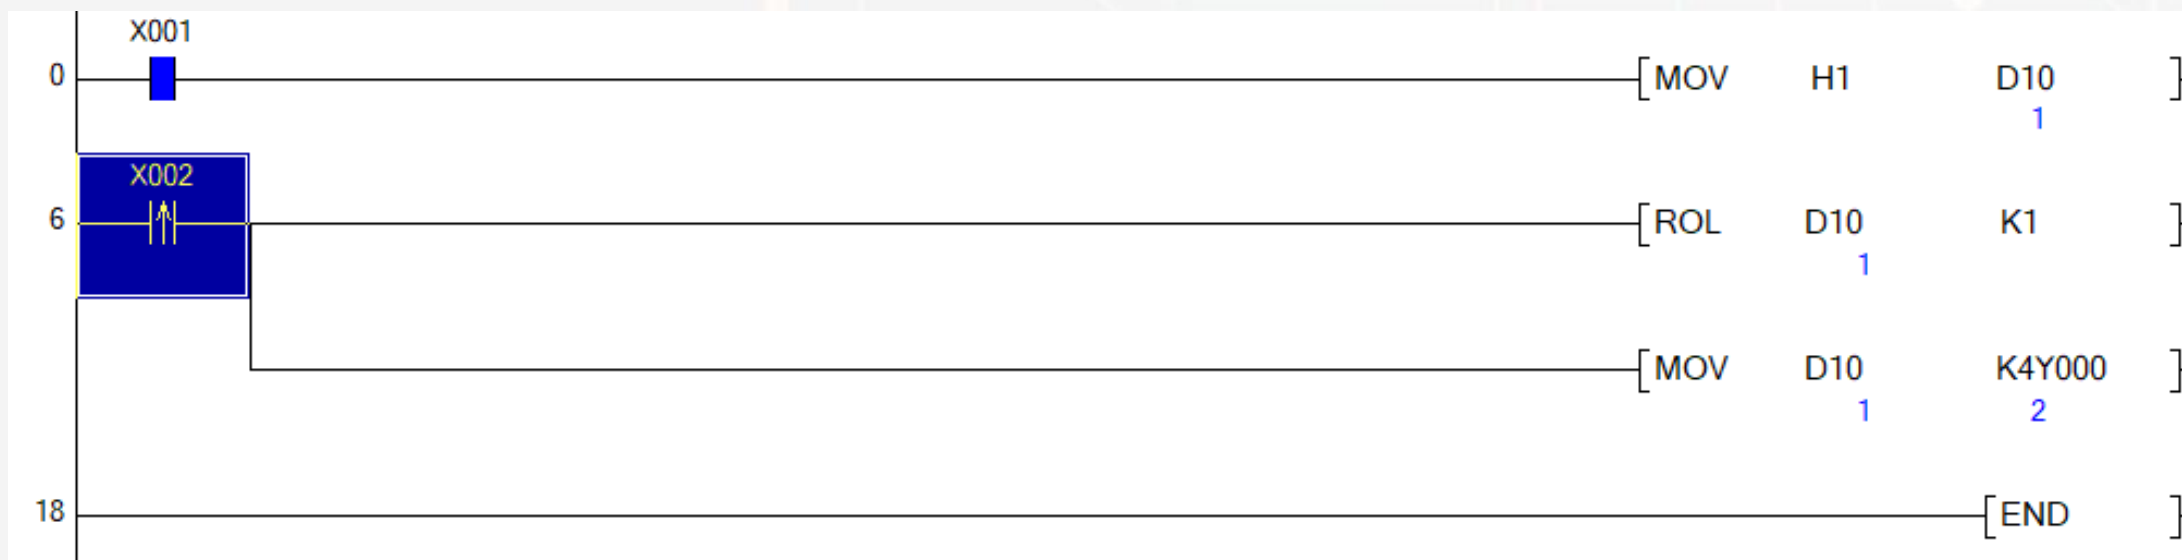 X001
0 MOV H1 D10
1
X002
6 ROL D10 K1
1
MOV D10 K4Y000
1 2
18 END